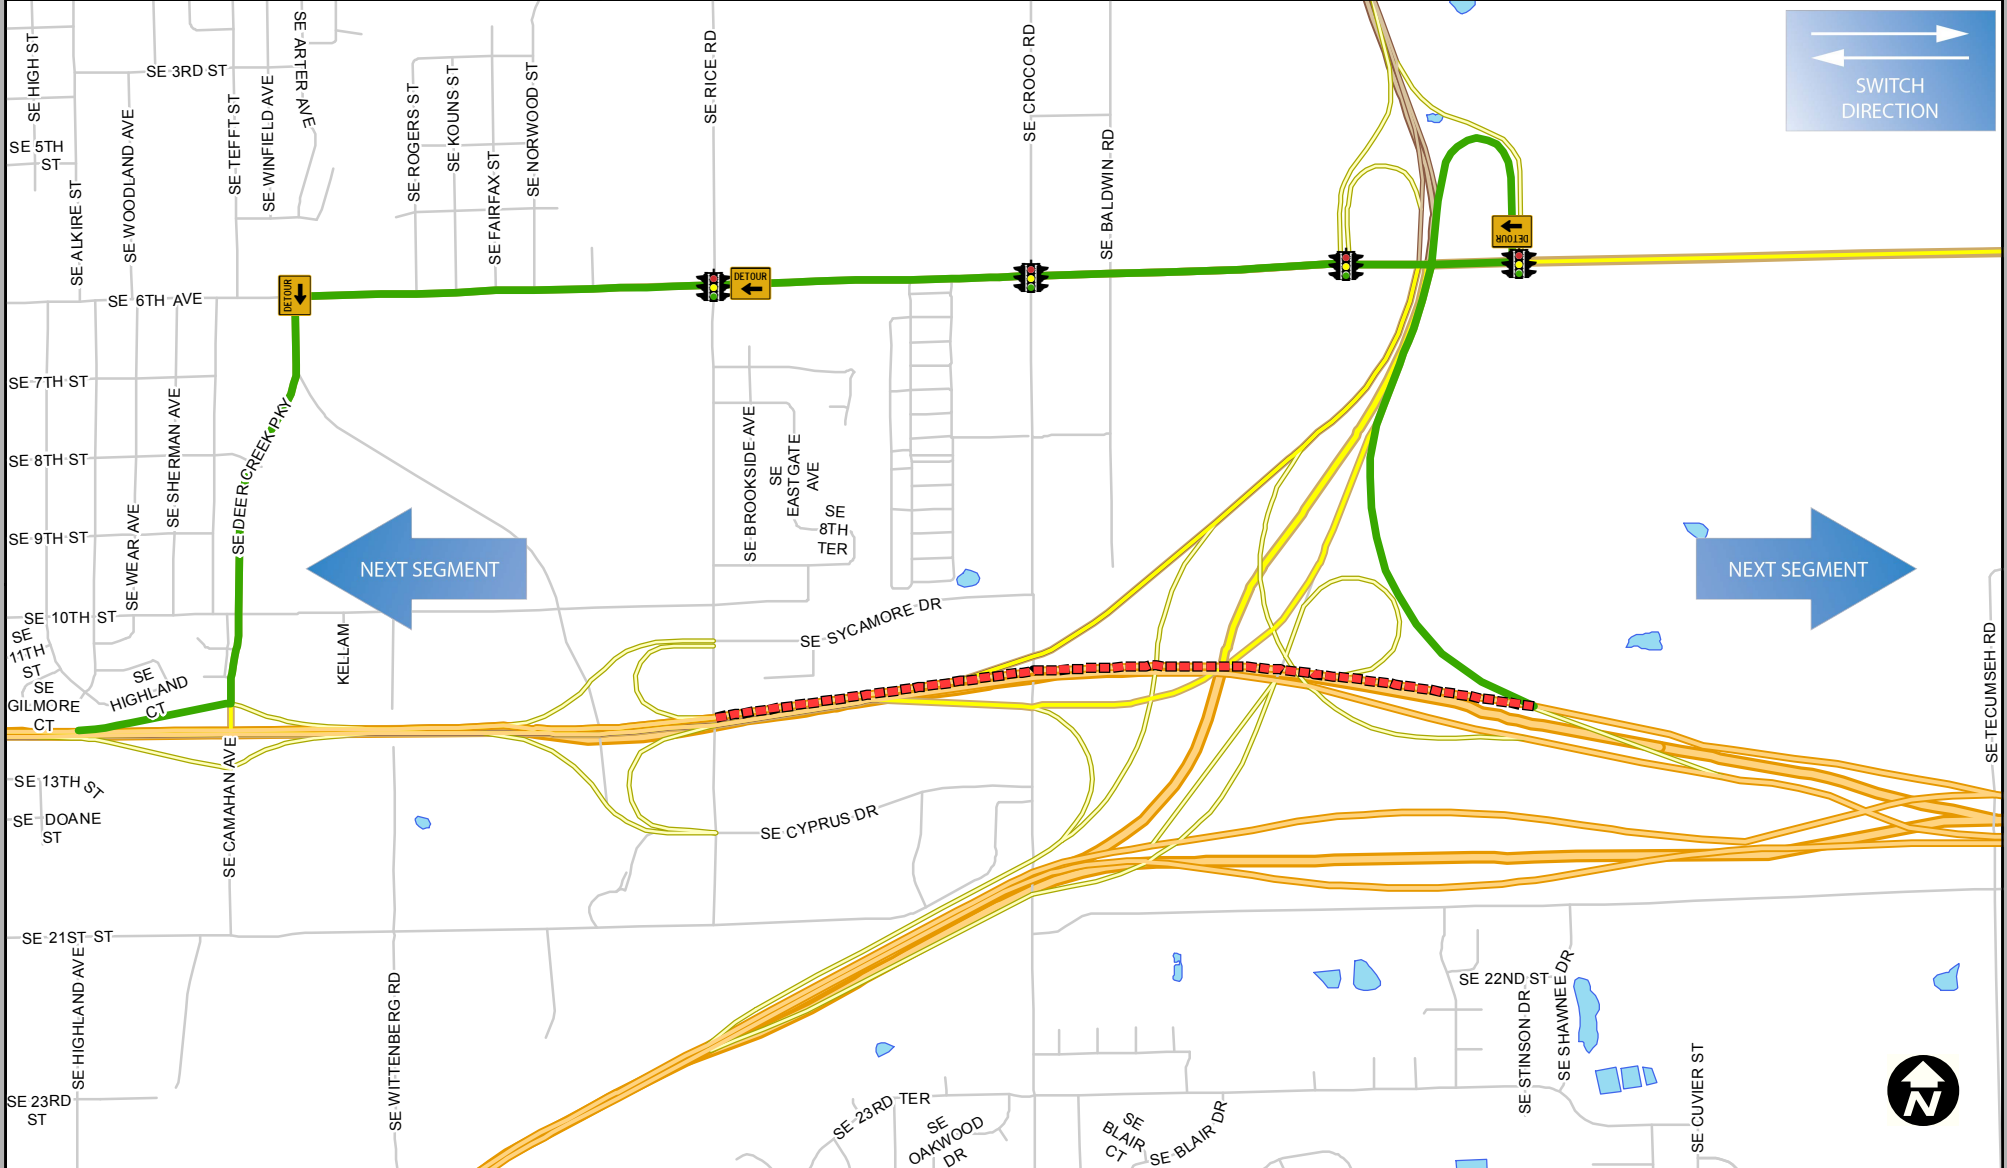 SE HIGH ST
SE 3RD ST
SE ARTER AVE
SE 5TH
ST
SE ALKIRE ST
SE WOODLAND AVE
SE TEFFT ST
SE WINFIELD AVE
SE ROGERS ST
SE KOUNS ST
SE FAIRFAX ST
SE NORWOOD ST
SE RICE RD
SE CROCO RD
SE BALDWIN RD
SWITCH
DIRECTION
DETOUR
DETOUR
DETOUR
SE 6TH AVE
SE 7TH ST
SE SHERMAN AVE
SE 8TH ST
SE DEER CREEK PKY
SE WEAR AVE
SE 9TH ST
SE BROOKSIDE AVE
SE
EASTGATE
AVE
SE
8TH
TER
NEXT SEGMENT
NEXT SEGMENT
SE 10TH ST
SE
11TH
ST
KELLAM
SE SYCAMORE DR
SE
GILMORE
CT
SE
HIGHLAND
CT
SE TECUMSEH RD
SE 13TH ST
SE DOANE
ST
SE CAMAHAN AVE
SE CYPRUS DR
SE 21ST ST
SE HIGHLAND AVE
SE WITTENBERG RD
SE 22ND ST
SE STINSON DR
SE SHAWNEE DR
SE CUVIER ST
SE 23RD
ST
SE 23RD TER
SE
OAKWOOD
DR
SE
BLAIR
CT
SE BLAIR DR
N